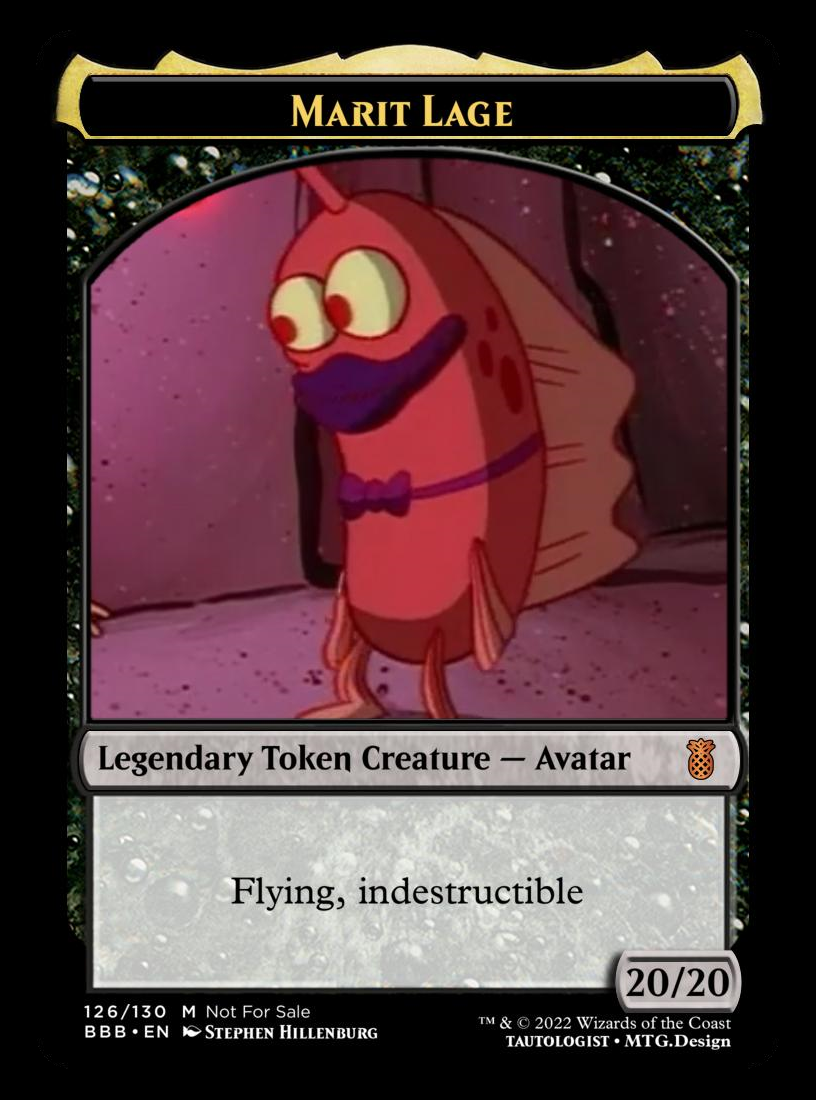 MARIT LAGE
Legendary Token Creature — Avatar
Flying, indestructible
20/20
126/130 M Not For Sale
BBB • EN STEPHEN HILLENBURG
™ & © 2022 Wizards of the Coast
TAUTOLOGIST • MTG.Design